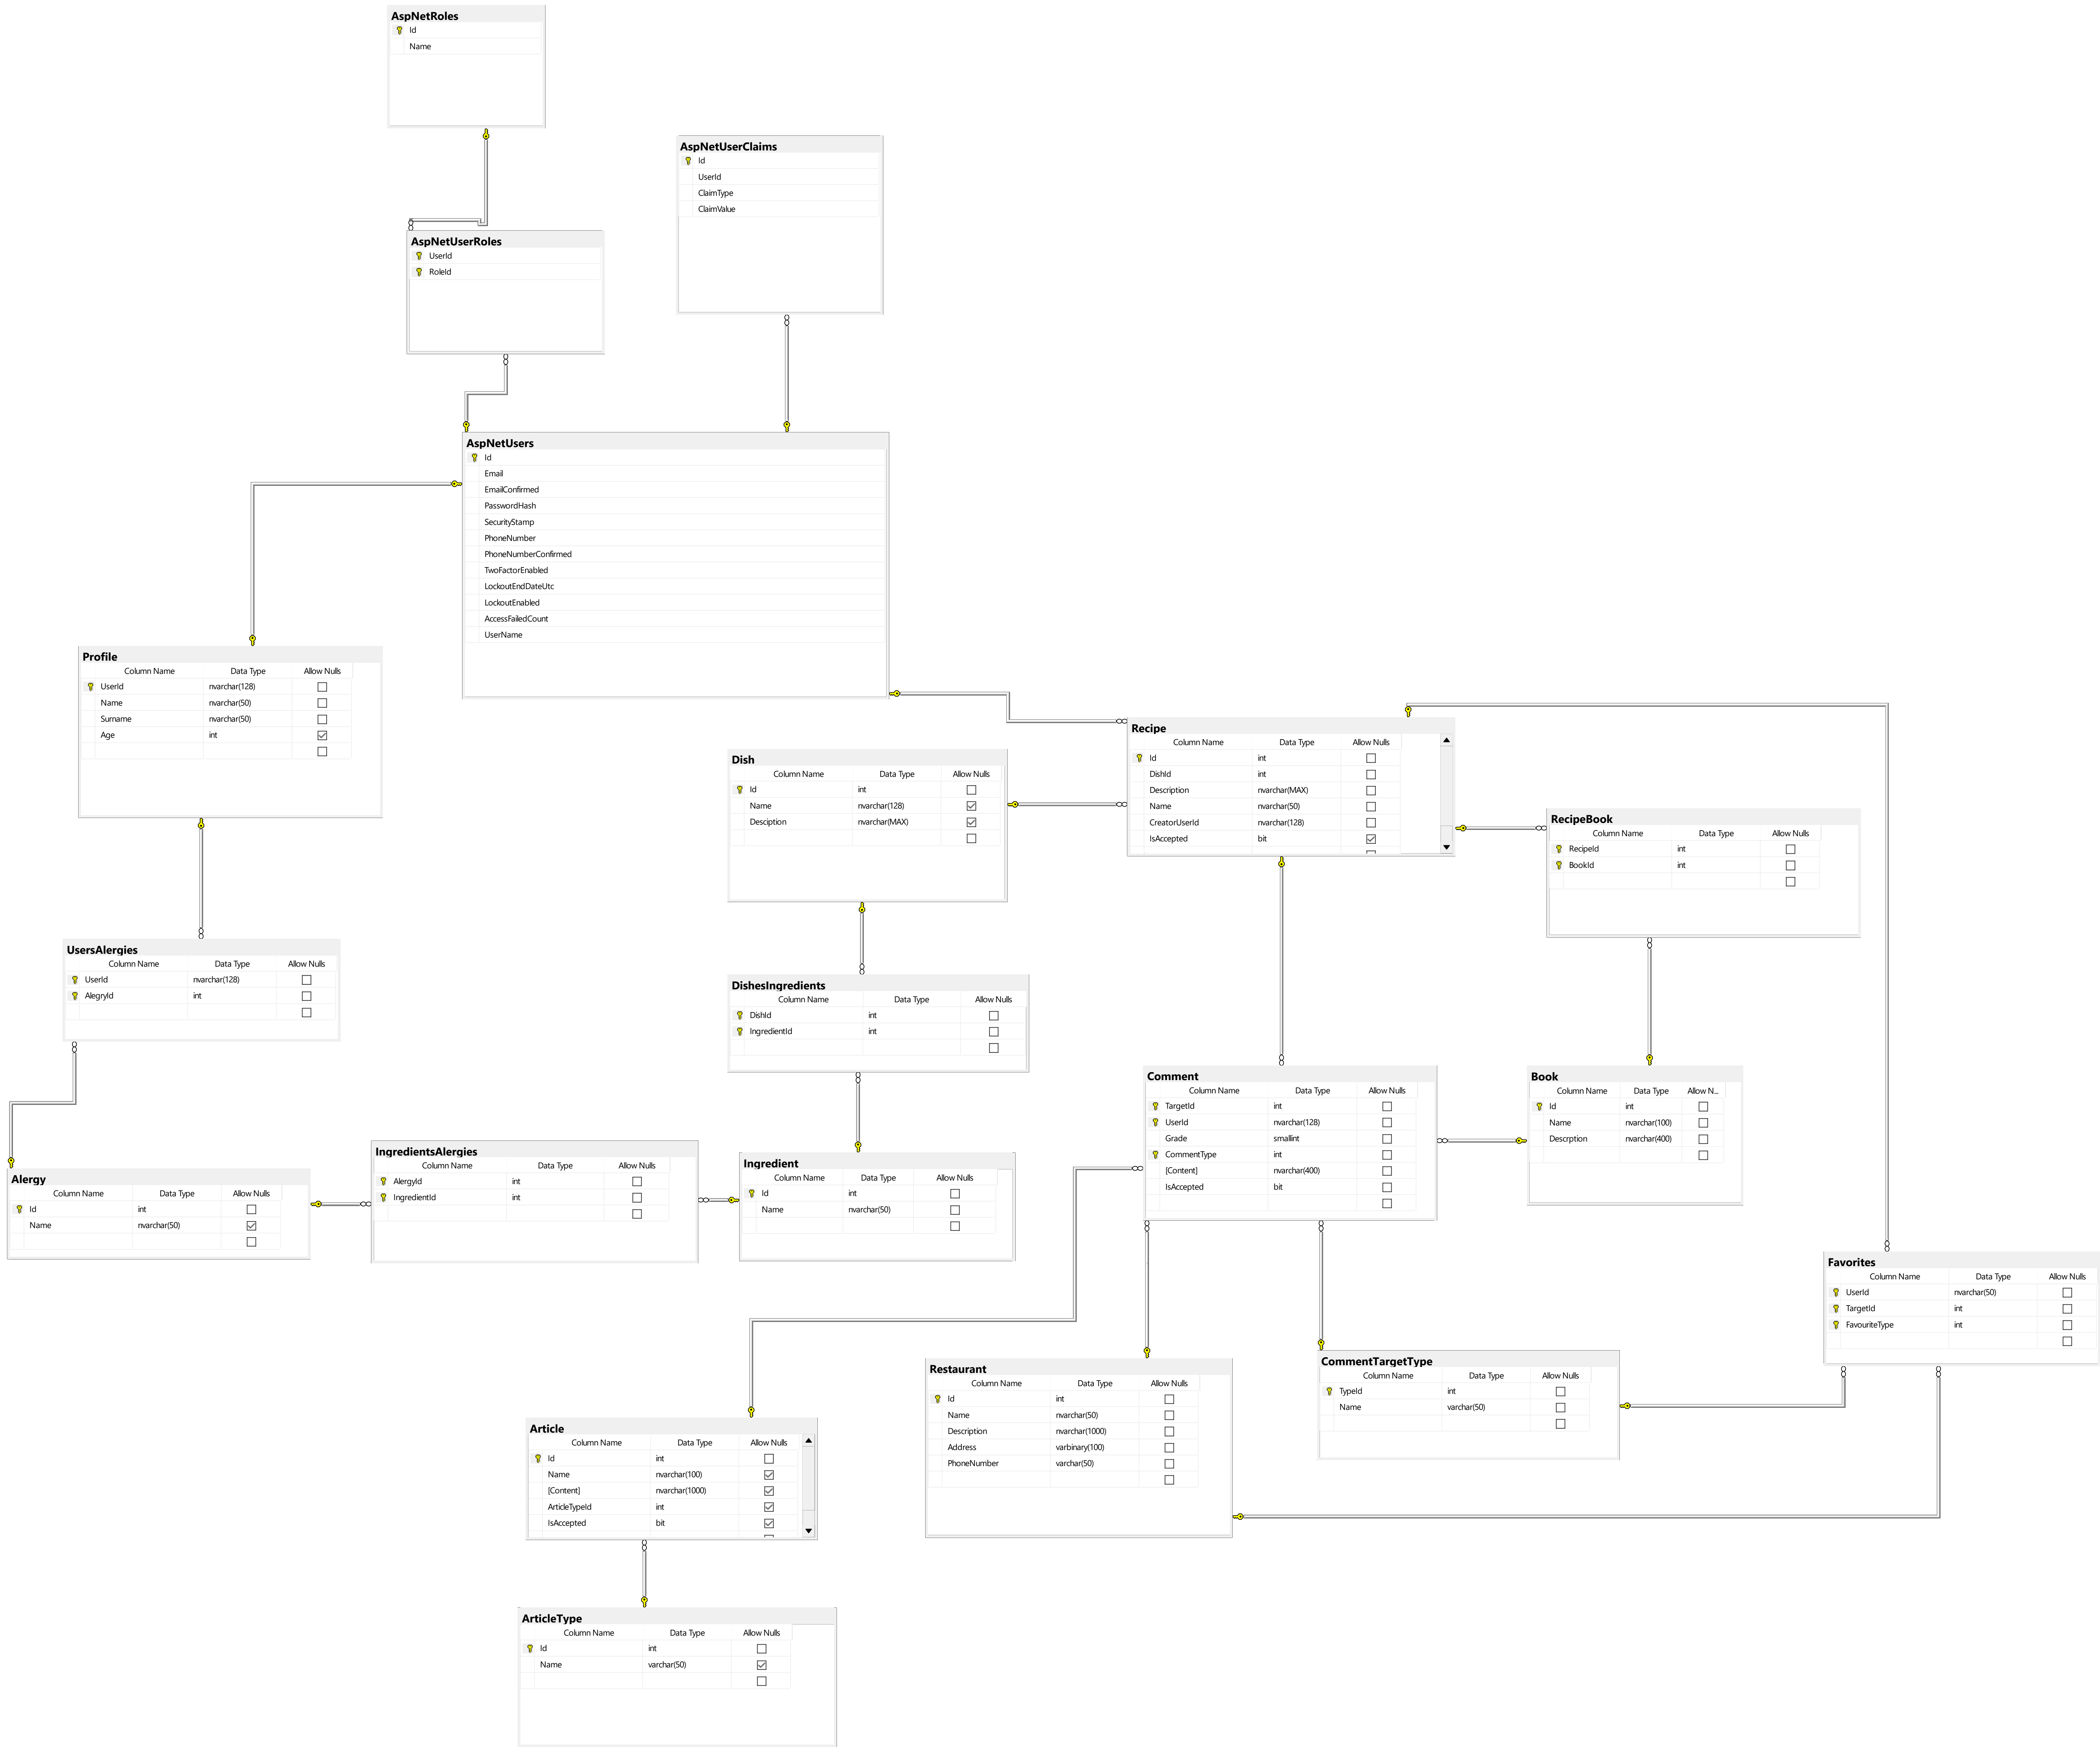 AspNetRoles
Id
Name
AspNetUserClaims
Id
UserId
ClaimType
ClaimValue
AspNetUserRoles
UserId
RoleId
AspNetUsers
Id
Email
EmailConfirmed
PasswordHash
SecurityStamp
PhoneNumber
PhoneNumberConfirmed
TwoFactorEnabled
LockoutEndDateUtc
LockoutEnabled
AccessFailedCount
UserName
Profile
Column Name Data Type Allow Nulls
UserId nvarchar(128)
Name nvarchar(50)
Surname nvarchar(50)
Age int
Recipe
Column Name Data Type Allow Nulls
Id int
DishId int
Description nvarchar(MAX)
Name nvarchar(50)
CreatorUserId nvarchar(128)
IsAccepted bit
Dish
Column Name Data Type Allow Nulls
Id int
Name nvarchar(128)
Desciption nvarchar(MAX)
RecipeBook
Column Name Data Type Allow Nulls
RecipeId int
BookId int
UsersAlergies
Column Name Data Type Allow Nulls
UserId nvarchar(128)
AlegryId int
DishesIngredients
Column Name Data Type Allow Nulls
DishId int
IngredientId int
Comment
Column Name Data Type Allow Nulls
TargetId int
UserId nvarchar(128)
Grade smallint
CommentType int
[Content] nvarchar(400)
IsAccepted bit
Book
Column Name Data Type Allow N...
Id int
Name nvarchar(100)
Descrption nvarchar(400)
Alergy
Column Name Data Type Allow Nulls
Id int
Name nvarchar(50)
IngredientsAlergies
Column Name Data Type Allow Nulls
AlergyId int
IngredientId int
Ingredient
Column Name Data Type Allow Nulls
Id int
Name nvarchar(50)
Favorites
Column Name Data Type Allow Nulls
UserId nvarchar(50)
TargetId int
FavouriteType int
Restaurant
Column Name Data Type Allow Nulls
Id int
Name nvarchar(50)
Description nvarchar(1000)
Address varbinary(100)
PhoneNumber varchar(50)
CommentTargetType
Column Name Data Type Allow Nulls
TypeId int
Name varchar(50)
Article
Column Name Data Type Allow Nulls
Id int
Name nvarchar(100)
[Content] nvarchar(1000)
ArticleTypeId int
IsAccepted bit
ArticleType
Column Name Data Type Allow Nulls
Id int
Name varchar(50)